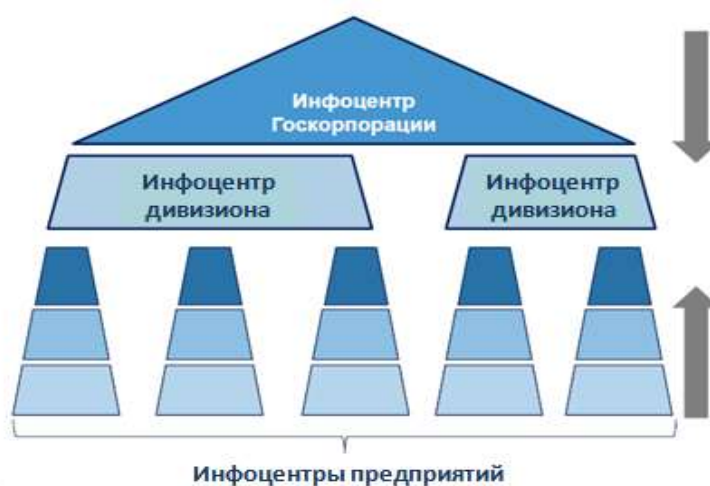 Инфоцентр
Госкорпорации
Инфоцентр
дивизиона
Инфоцентр
дивизиона
Инфоцентры предприятий